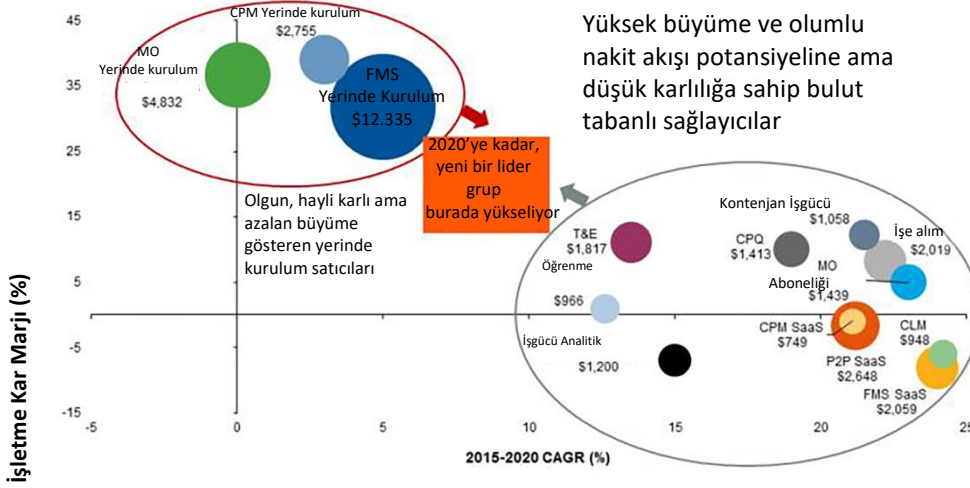 45
35
25
15
5
-5
-15
-5
0
5
10
15
20
25
İşletme Kar Marjı (%)
2015-2020 CAGR (%)
MO
Yerinde kurulum
$4,832
CPM Yerinde kurulum
$2,755
FMS
Yerinde Kurulum
$12.335
Olgun, hayli karlı ama
azalan büyüme
gösteren yerinde
kurulum satıcıları
2020’ye kadar,
yeni bir lider
grup
burada yükseliyor
Yüksek büyüme ve olumlu
nakit akışı potansiyeline ama
düşük karlılığa sahip bulut
tabanlı sağlayıcılar
T&E
$1,817
Öğrenme
$966
İşgücü Analitik
$1,200
Kontenjan İşgücü
$1,058
CPQ
$1,413
İşe alım
$2,019
MO
Aboneliği
$1,439
CPM SaaS
$749
P2P SaaS
$2,648
CLM
$948
FMS SaaS
$2,059